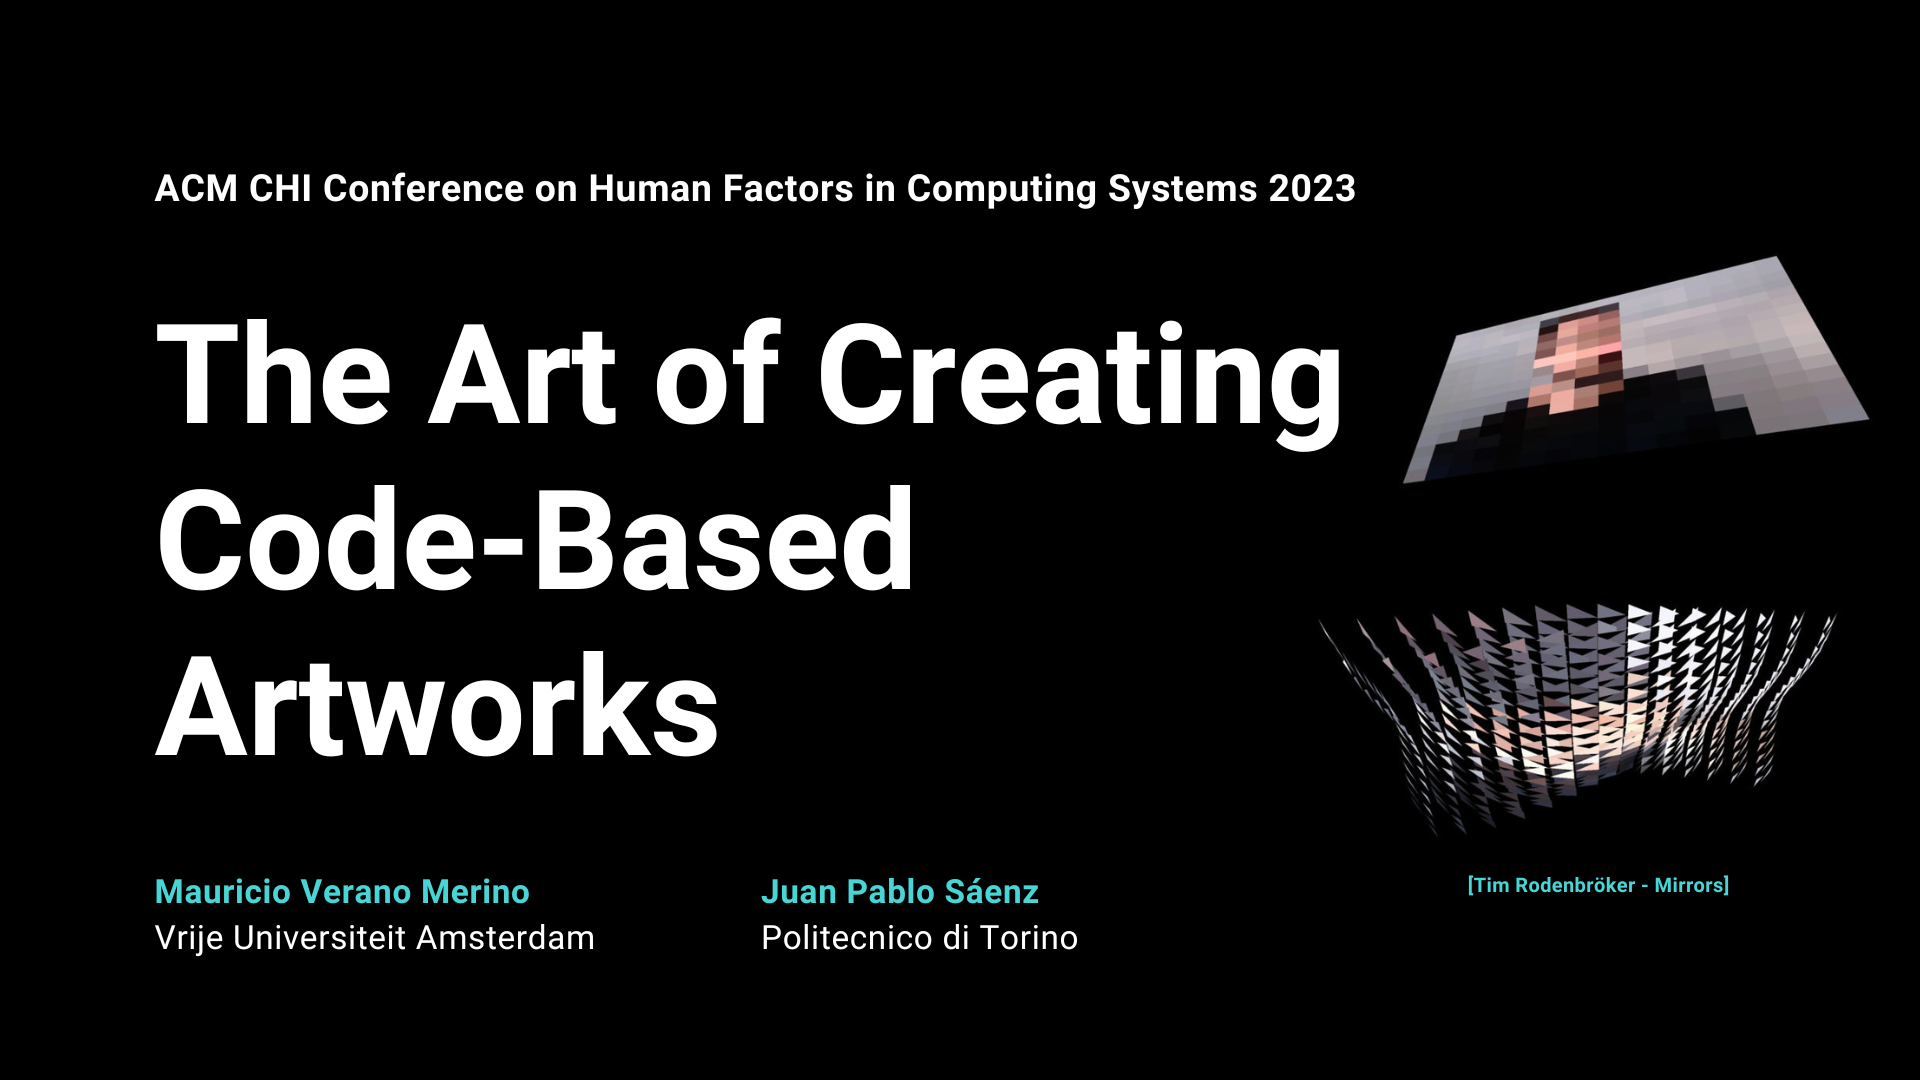 ACM CHI Conference on Human Factors in Computing Systems 2023
The Art of Creating
Code-Based
Artworks
Mauricio Verano Merino
Vrije Universiteit Amsterdam
Juan Pablo Sáenz
Politecnico di Torino
[Tim Rodenbröker - Mirrors]